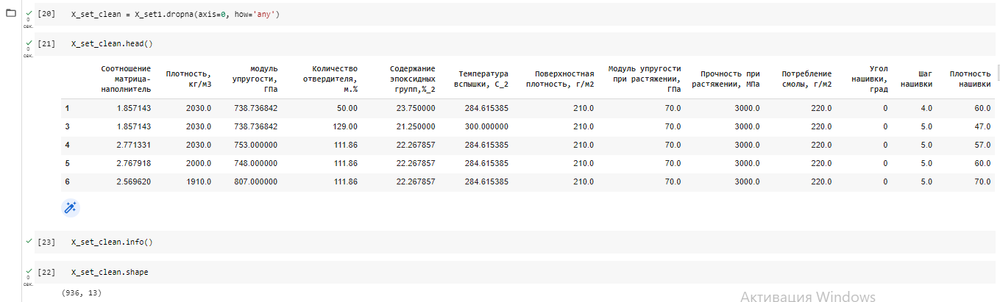 [20] X_set_clean = X_set1.dropna(axis=0, how='any')
0
сек.
[21] X_set_clean.head()
0
сек.
Соотношение матрица-наполнитель Плотность, кг/м3 модуль упругости, ГПа Количество отвердителя, м.% Содержание эпоксидных групп,%_2 Температура вспышки, С_2 Поверхностная плотность, г/м2 Модуль упругости при растяжении, ГПа Прочность при растяжении, МПа Потребление смолы, г/м2 Угол нашивки, град Шаг нашивки Плотность нашивки
1 1.857143 2030.0 738.736842 50.00 23.750000 284.615385 210.0 70.0 3000.0 220.0 0 4.0 60.0
3 1.857143 2030.0 738.736842 129.00 21.250000 300.000000 210.0 70.0 3000.0 220.0 0 5.0 47.0
4 2.771331 2030.0 753.000000 111.86 22.267857 284.615385 210.0 70.0 3000.0 220.0 0 5.0 57.0
5 2.767918 2000.0 748.000000 111.86 22.267857 284.615385 210.0 70.0 3000.0 220.0 0 5.0 60.0
6 2.569620 1910.0 807.000000 111.86 22.267857 284.615385 210.0 70.0 3000.0 220.0 0 5.0 70.0
[23] X_set_clean.info()
[22] X_set_clean.shape
0
сек.
(936, 13)
Активация Windows